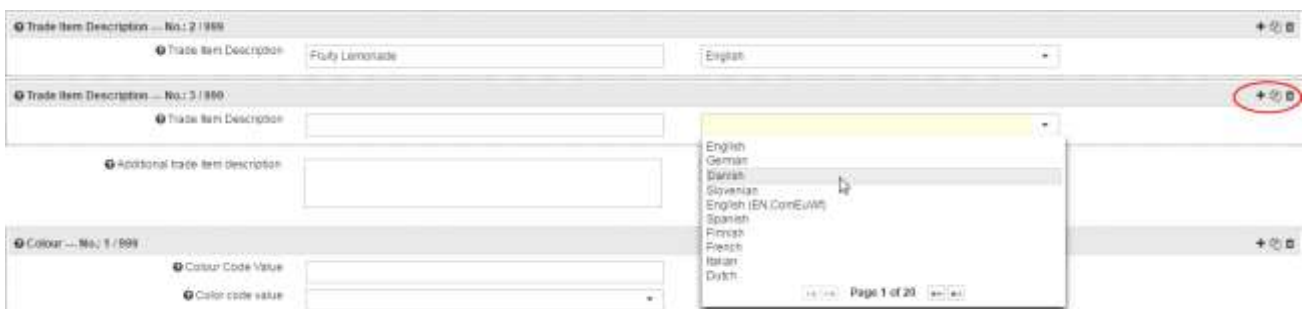 Trade Item Description — No.: 2 / 999
Trade Item Description
Fruity Lemonade
English
Trade Item Description — No.: 3 / 999
Trade Item Description
Additional trade item description
English
German
Danish
Slovenian
English (EN.ComEuWf)
Spanish
Finnish
French
Italian
Dutch
Page 1 of 20
Colour — No.: 1 / 999
Colour Code Value
Color code value